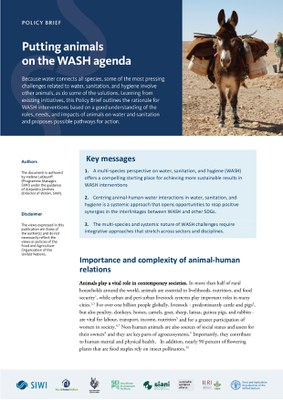 POLICY BRIEF
Putting animals
on the WASH agenda
Because water connects all species, some of the most pressing
challenges related to water, sanitation, and hygiene involve
other animals, as do some of the solutions. Learning from
existing initiatives, this Policy Brief outlines the rationale for
WASH interventions based on a good understanding of the
roles, needs, and impacts of animals on water and sanitation
and proposes possible pathways for action.
Authors
The document is authored
(Programme Manager,
SIWI) under the guidance
of
Director of Water, SIWI).
Disclaimer
The views expressed in this
publication are those of
the author(s) and do not
necessarily reflect the
views or policies of the
Food and Agriculture
Organization of the
United Nations.
Key messages
1. A multi-species perspective on water, sanitation, and hygiene (WASH)
offers a compelling starting place for achieving more sustainable results in
WASH interventions
2. Centring animal-human-water interactions in water, sanitation, and
hygiene is a systemic approach that opens opportunities to reap positive
synergies in the interlinkages between WASH and other SDGs.
3. The multi-species and systemic nature of WASH challenges require
integrative approaches that stretch across sectors and disciplines.
Importance and complexity of animal-human
relations
Animals play a vital role in contemporary societies. In more than half of rural
households around the world, animals are essential to livelihoods, nutrition, and food
security, while urban and peri-urban livestock systems play important roles in many
cities. For over one billion people globally, livestock – predominantly cattle and pigs,
but also poultry, donkeys, horses, camels, goat, sheep, llamas, guinea pigs, and rabbits -
are vital for labour, transport, income, nutrition and for a greater participation of
women in society. Non-human animals are also sources of social status and assets for
their owners and they are key parts of agroecosystems. Importantly, they contribute
to human mental and physical health. In addition, nearly 90 percent of flowering
plants that are food staples rely on insect pollinators.
SIWI
siani
Food and Agriculture
Organization of the
United Nations